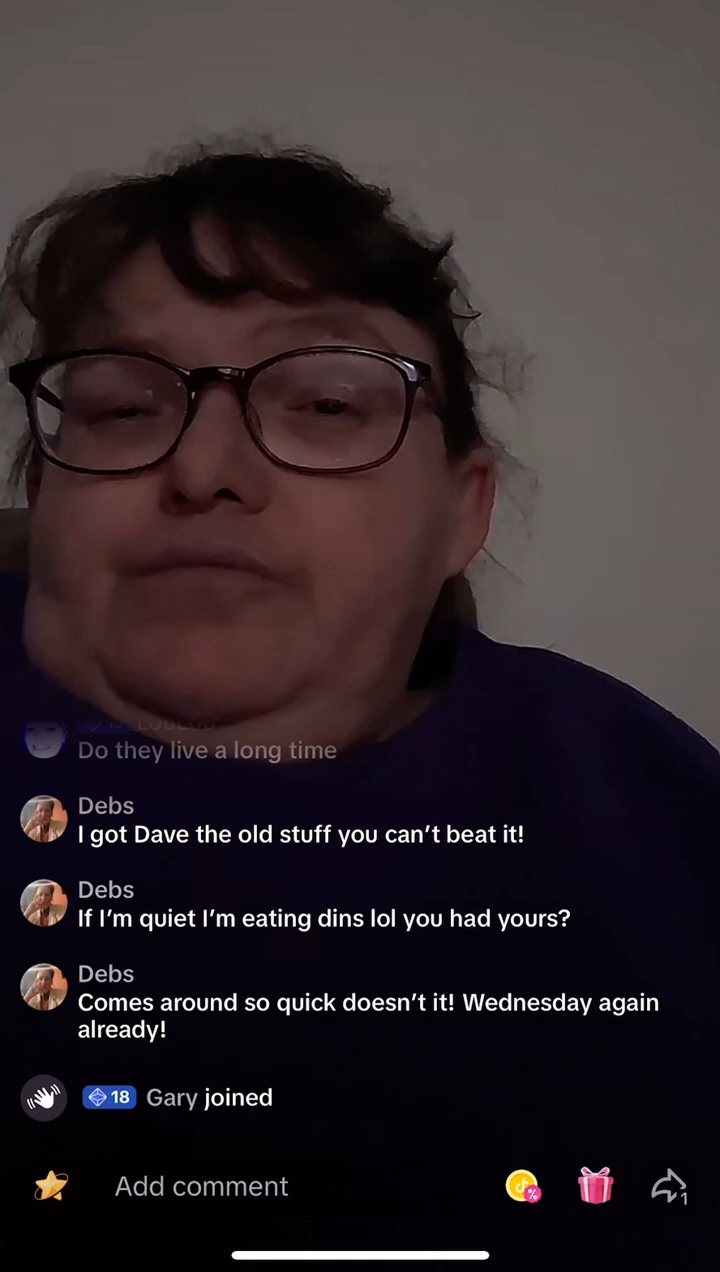 LouLou
Do they live a long time
Debs
I got Dave the old stuff you can’t beat it!
Debs
If I’m quiet I’m eating dins lol you had yours?
Debs
Comes around so quick doesn’t it! Wednesday again
already!
18 Gary joined
Add comment
1